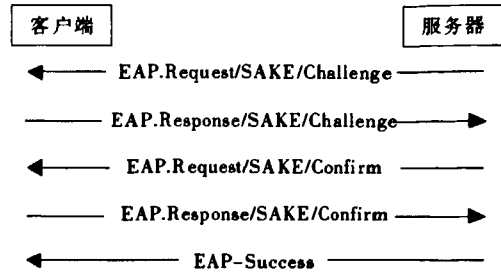 客户端
服务器
EAP.Request/SAKE/Challenge
EAP.Response/SAKE/Challenge
EAP.Request/SAKE/Confirm
EAP.Response/SAKE/Confirm
EAP-Success